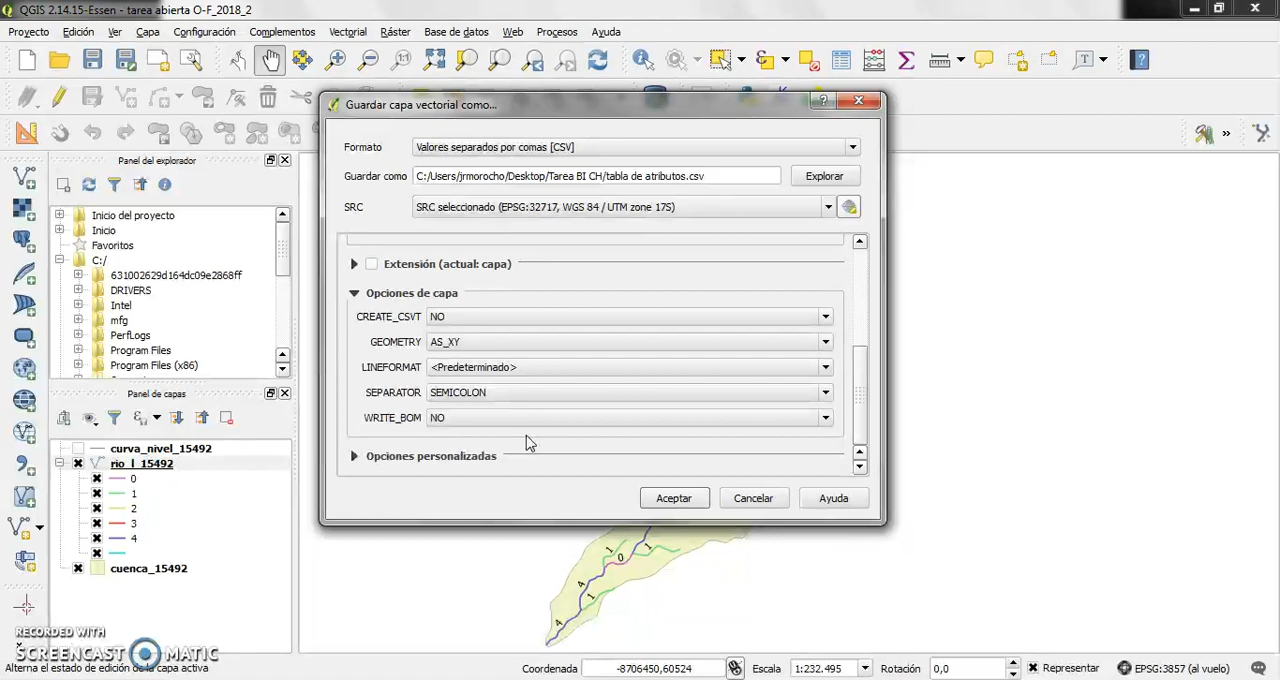 QGIS 2.14.15-Essen - tarea abierta O-F_2018_2
Proyecto Edición Ver Capa Configuración Complementos Vectorial Ráster Base de datos Web Procesos Ayuda
Guardar capa vectorial como...
Formato Valores separados por comas [CSV]
Guardar como C:/Users/jrmorocho/Desktop/Tarea BI CH/tabla de atributos.csv Explorar
SRC SRC seleccionado (EPSG:32717, WGS 84 / UTM zone 17S)
Extensión (actual: capa)
Opciones de capa
CREATE_CSVT NO
GEOMETRY AS_XY
LINEFORMAT <Predeterminado>
SEPARATOR SEMICOLON
WRITE_BOM NO
Opciones personalizadas
Aceptar Cancelar Ayuda
Panel del explorador
Inicio del proyecto
Inicio
Favoritos
C:/
631002629d164dc09e2868ff
DRIVERS
Intel
mfg
PerfLogs
Program Files
Program Files (x86)
Panel de capas
curva_nivel_15492
rio_l_15492
0
1
2
3
4
cuenca_15492
1
1
0
4
1
4
RECORDED WITH
SCREENCAST MATIC
Alterna el estado de edición de la capa activa
Coordenada -8706450,60524 Escala 1:232.495 Rotación 0,0 Representar EPSG:3857 (al vuelo)